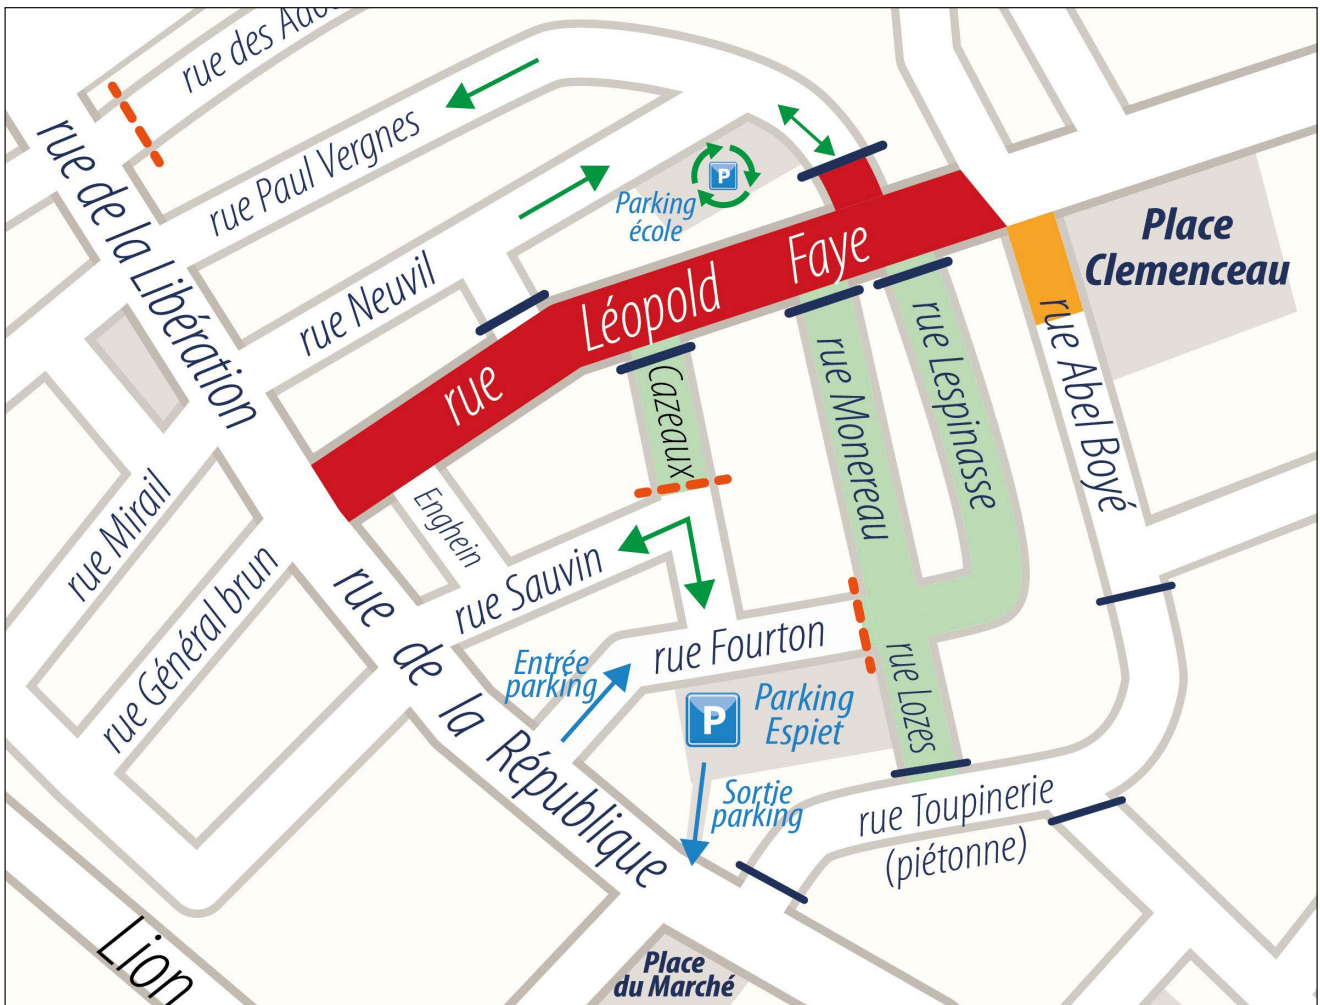 rue des
rue Paul Vergnes
rue de la Libération
P
Parking
école
rue Neuvil
rue Léopold Faye
Place
Clemenceau
rue Abel Boyé
rue Lespinasse
rue Monereau
Cazeaux
Enghein
rue Mirail
rue Général brun
rue Sauvin
rue de la République
rue Fourton
Entrée
parking
P
Parking
Espiet
rue Lozes
Sortie
parking
rue Toupinerie
(piétonne)
Lion
Place
du Marché